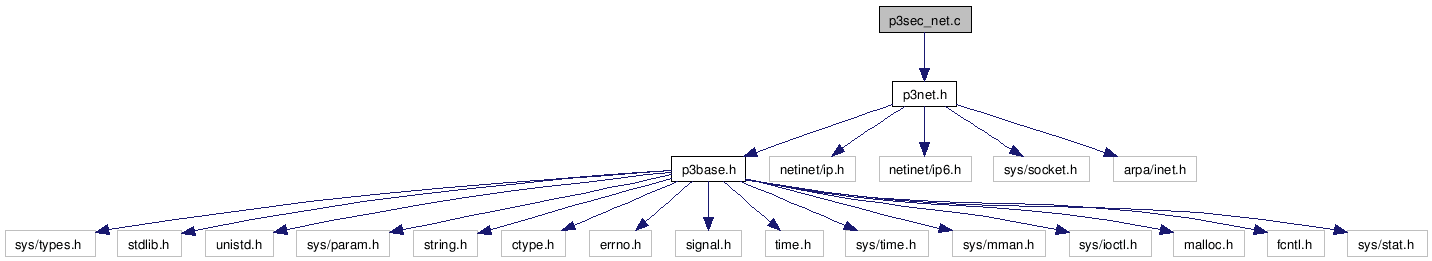 p3sec_net.c
p3net.h
p3base.h
netinet/ip.h
netinet/ip6.h
sys/socket.h
arpa/inet.h
sys/types.h
stdlib.h
unistd.h
sys/param.h
string.h
ctype.h
errno.h
signal.h
time.h
sys/time.h
sys/mman.h
sys/ioctl.h
malloc.h
fcntl.h
sys/stat.h